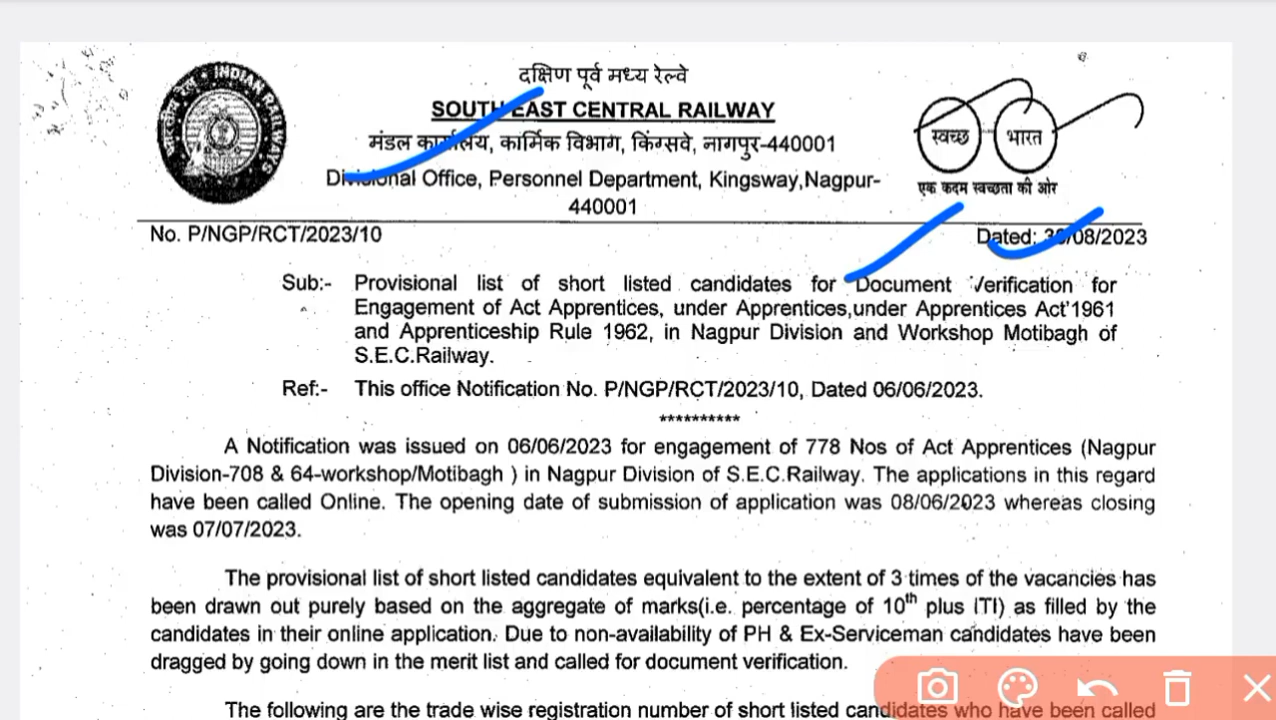 दक्षिण पूर्व मध्य रेल्वे
SOUTH EAST CENTRAL RAILWAY
मंडल कार्यालय, कार्मिक विभाग, किंग्सवे, नागपुर-440001
Divisional Office, Personnel Department, Kingsway,Nagpur-
440001
INDIAN RAILWAYS
भारतीय रेल
स्वच्छ भारत
एक कदम स्वच्छता की ओर
No. P/NGP/RCT/2023/10
Dated: /08/2023
Sub:- Provisional list of short listed candidates for Document Verification for
Engagement of Act Apprentices, under Apprentices,under Apprentices Act'1961
and Apprenticeship Rule 1962, in Nagpur Division and Workshop Motibagh of
S.E.C.Railway.
Ref:- This office Notification No. P/NGP/RCT/2023/10, Dated 06/06/2023.
**********
A Notification was issued on 06/06/2023 for engagement of 778 Nos of Act Apprentices (Nagpur
Division-708 & 64-workshop/Motibagh ) in Nagpur Division of S.E.C.Railway. The applications in this regard
have been called Online. The opening date of submission of application was 08/06/2023 whereas closing
was 07/07/2023.
The provisional list of short listed candidates equivalent to the extent of 3 times of the vacancies has
been drawn out purely based on the aggregate of marks(i.e. percentage of 10th plus ITI) as filled by the
candidates in their online application. Due to non-availability of PH & Ex-Serviceman candidates have been
dragged by going down in the merit list and called for document verification.
The following are the trade wise registration number of short listed candidates who have been called